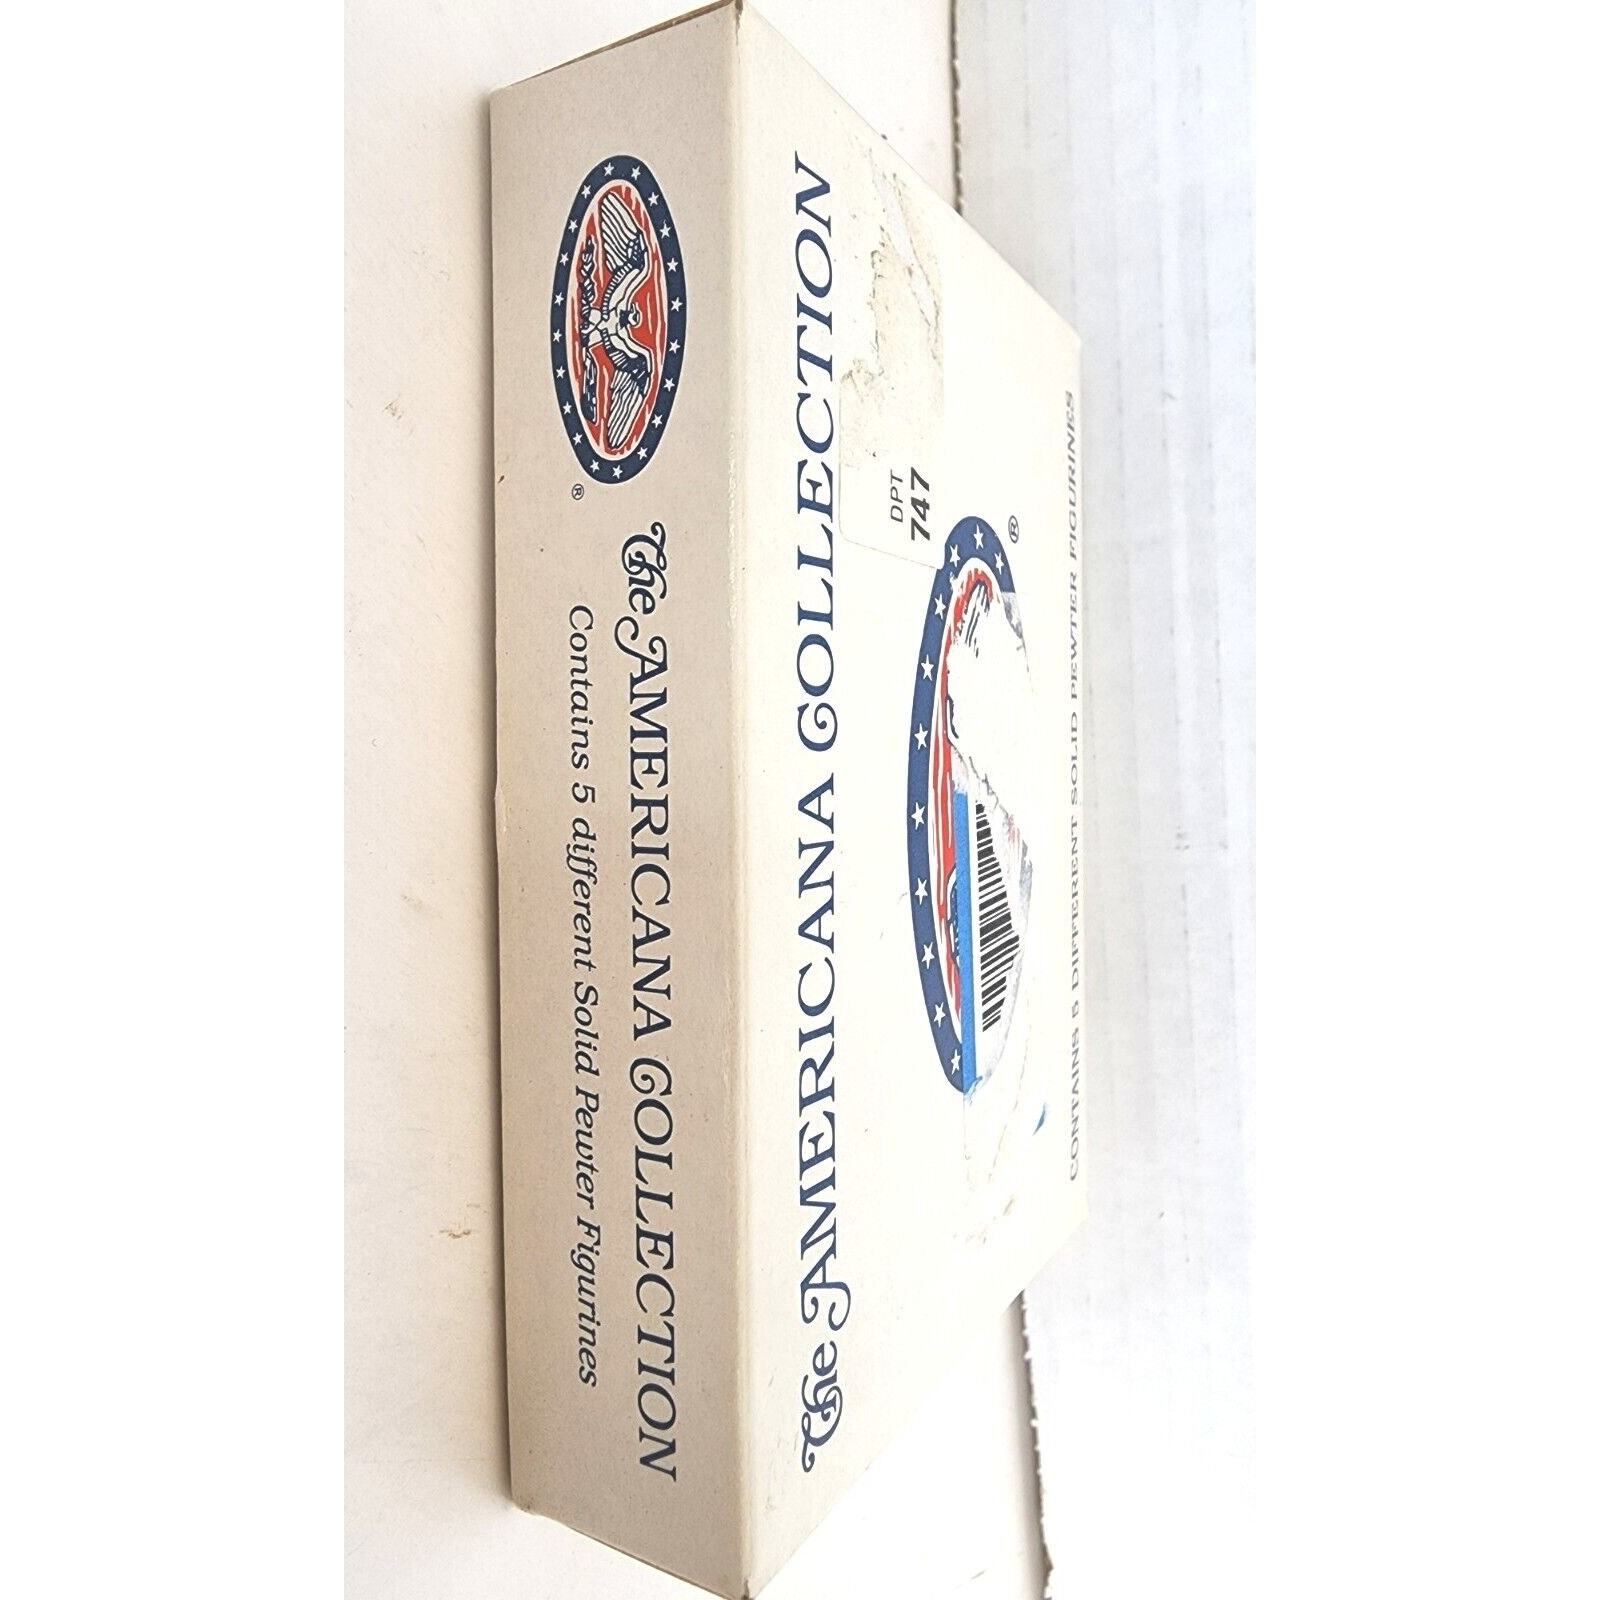 ®
The AMERICANA COLLECTION
Contains 5 different Solid Pewter Figurines
The AMERICANA COLLECTION
DPT
747
®
CONTAINS 5 DIFFERENT SOLID PEWTER FIGURINES